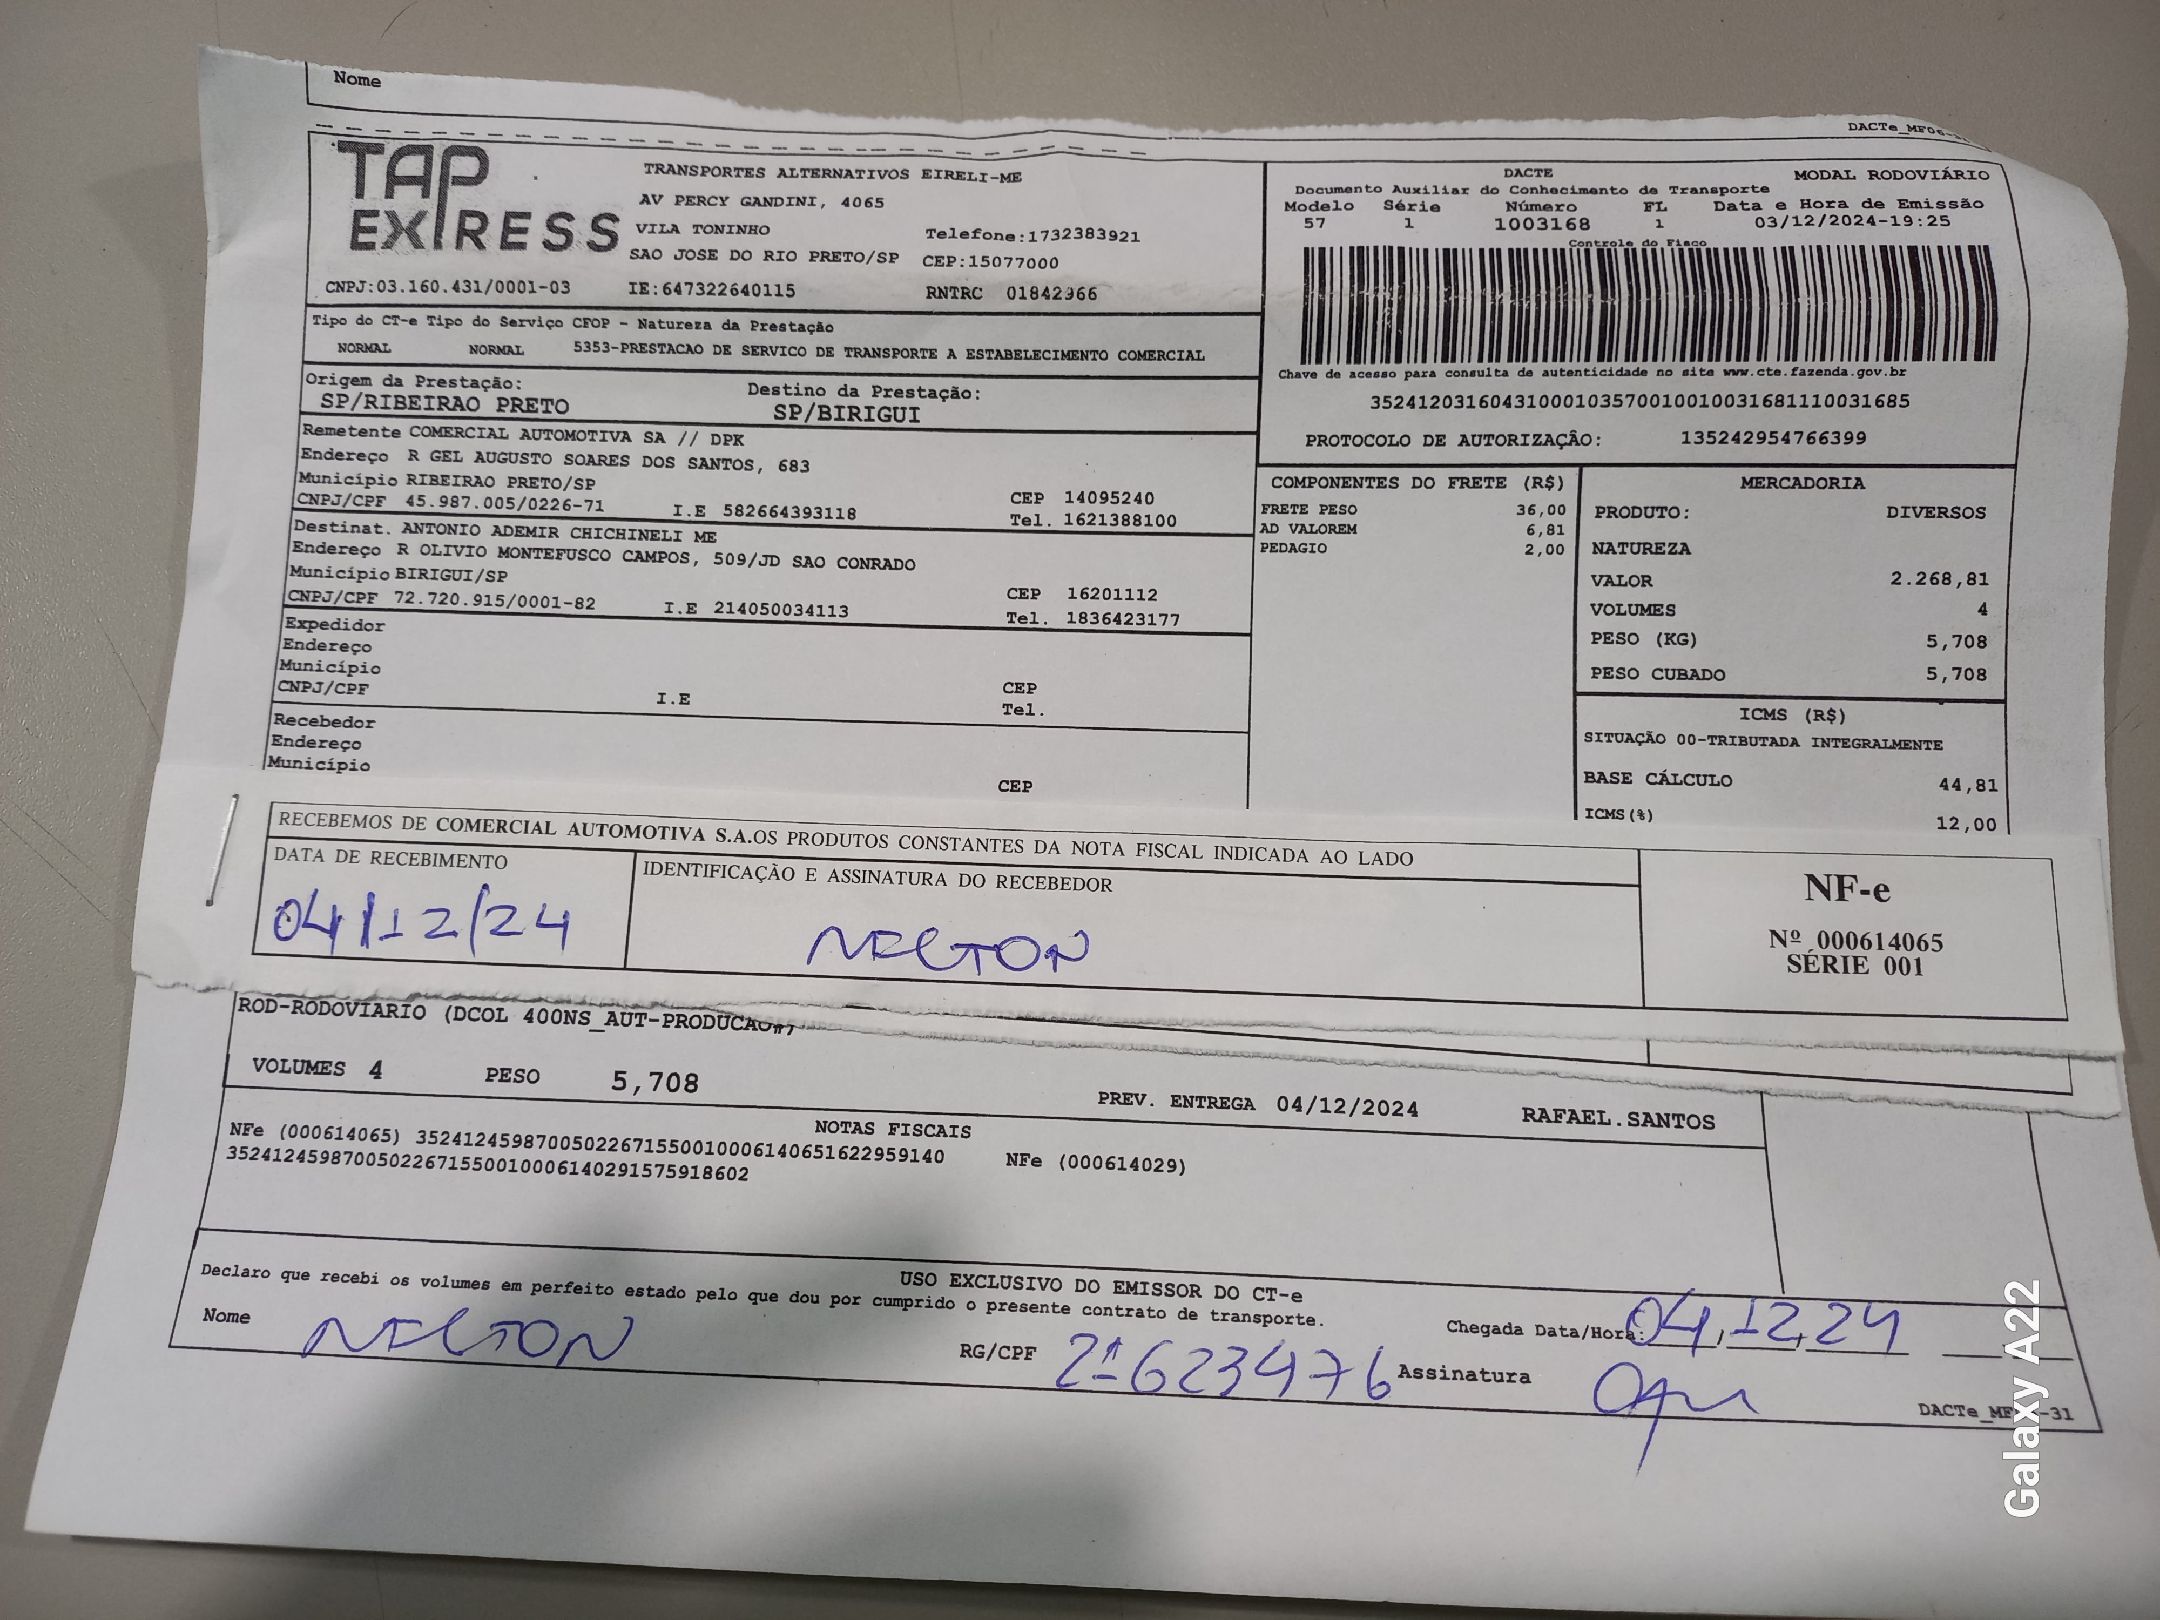 Nome
DACTe_MF06-
TAP EXPRESS
TRANSPORTES ALTERNATIVOS EIRELI-ME
AV PERCY GANDINI, 4065
VILA TONINHO Telefone:1732383921
SAO JOSE DO RIO PRETO/SP CEP:15077000
CNPJ:03.160.431/0001-03 IE:647322640115 RNTRC 01842966
DACTE MODAL RODOVIÁRIO
Documento Auxiliar do Conhecimento de Transporte
Modelo Série Número FL Data e Hora de Emissão
57 1 1003168 1 03/12/2024-19:25
Controle do Fisco
Chave de acesso para consulta de autenticidade no site www.cte.fazenda.gov.br
35241203160431000103570010010031681110031685
PROTOCOLO DE AUTORIZAÇÃO: 135242954766399
Tipo do CT-e Tipo do Serviço CFOP - Natureza da Prestação
NORMAL NORMAL 5353-PRESTACAO DE SERVICO DE TRANSPORTE A ESTABELECIMENTO COMERCIAL
Origem da Prestação: Destino da Prestação:
SP/RIBEIRAO PRETO SP/BIRIGUI
Remetente COMERCIAL AUTOMOTIVA SA // DPK
Endereço R GEL AUGUSTO SOARES DOS SANTOS, 683
Município RIBEIRAO PRETO/SP CEP 14095240
CNPJ/CPF 45.987.005/0226-71 I.E 582664393118 Tel. 1621388100
Destinat. ANTONIO ADEMIR CHICHINELI ME
Endereço R OLIVIO MONTEFUSCO CAMPOS, 509/JD SAO CONRADO
Município BIRIGUI/SP CEP 16201112
CNPJ/CPF 72.720.915/0001-82 I.E 214050034113 Tel. 1836423177
Expedidor
Endereço
Município CEP
CNPJ/CPF I.E Tel.
Recebedor
Endereço
Município CEP
COMPONENTES DO FRETE (R$)
FRETE PESO 36,00
AD VALOREM 6,81
PEDAGIO 2,00
MERCADORIA
PRODUTO: DIVERSOS
NATUREZA
VALOR 2.268,81
VOLUMES 4
PESO (KG) 5,708
PESO CUBADO 5,708
ICMS (R$)
SITUAÇÃO 00-TRIBUTADA INTEGRALMENTE
BASE CÁLCULO 44,81
ICMS(%) 12,00
RECEBEMOS DE COMERCIAL AUTOMOTIVA S.A.OS PRODUTOS CONSTANTES DA NOTA FISCAL INDICADA AO LADO
DATA DE RECEBIMENTO IDENTIFICAÇÃO E ASSINATURA DO RECEBEDOR
04/12/24 NELTON
NF-e
Nº 000614065
SÉRIE 001
ROD-RODOVIARIO (DCOL 400NS_AUT-PRODUCAO#)
VOLUMES 4 PESO 5,708 PREV. ENTREGA 04/12/2024 RAFAEL.SANTOS
NOTAS FISCAIS
NFe (000614065) 35241245987005022671550010006140651622959140 NFe (000614029)
35241245987005022671550010006140291575918602
USO EXCLUSIVO DO EMISSOR DO CT-e
Declaro que recebi os volumes em perfeito estado pelo que dou por cumprido o presente contrato de transporte.
Nome NELTON RG/CPF Chegada Data/Hora: 04,12,24
Assinatura
DACTe_MF -31
Galaxy A22